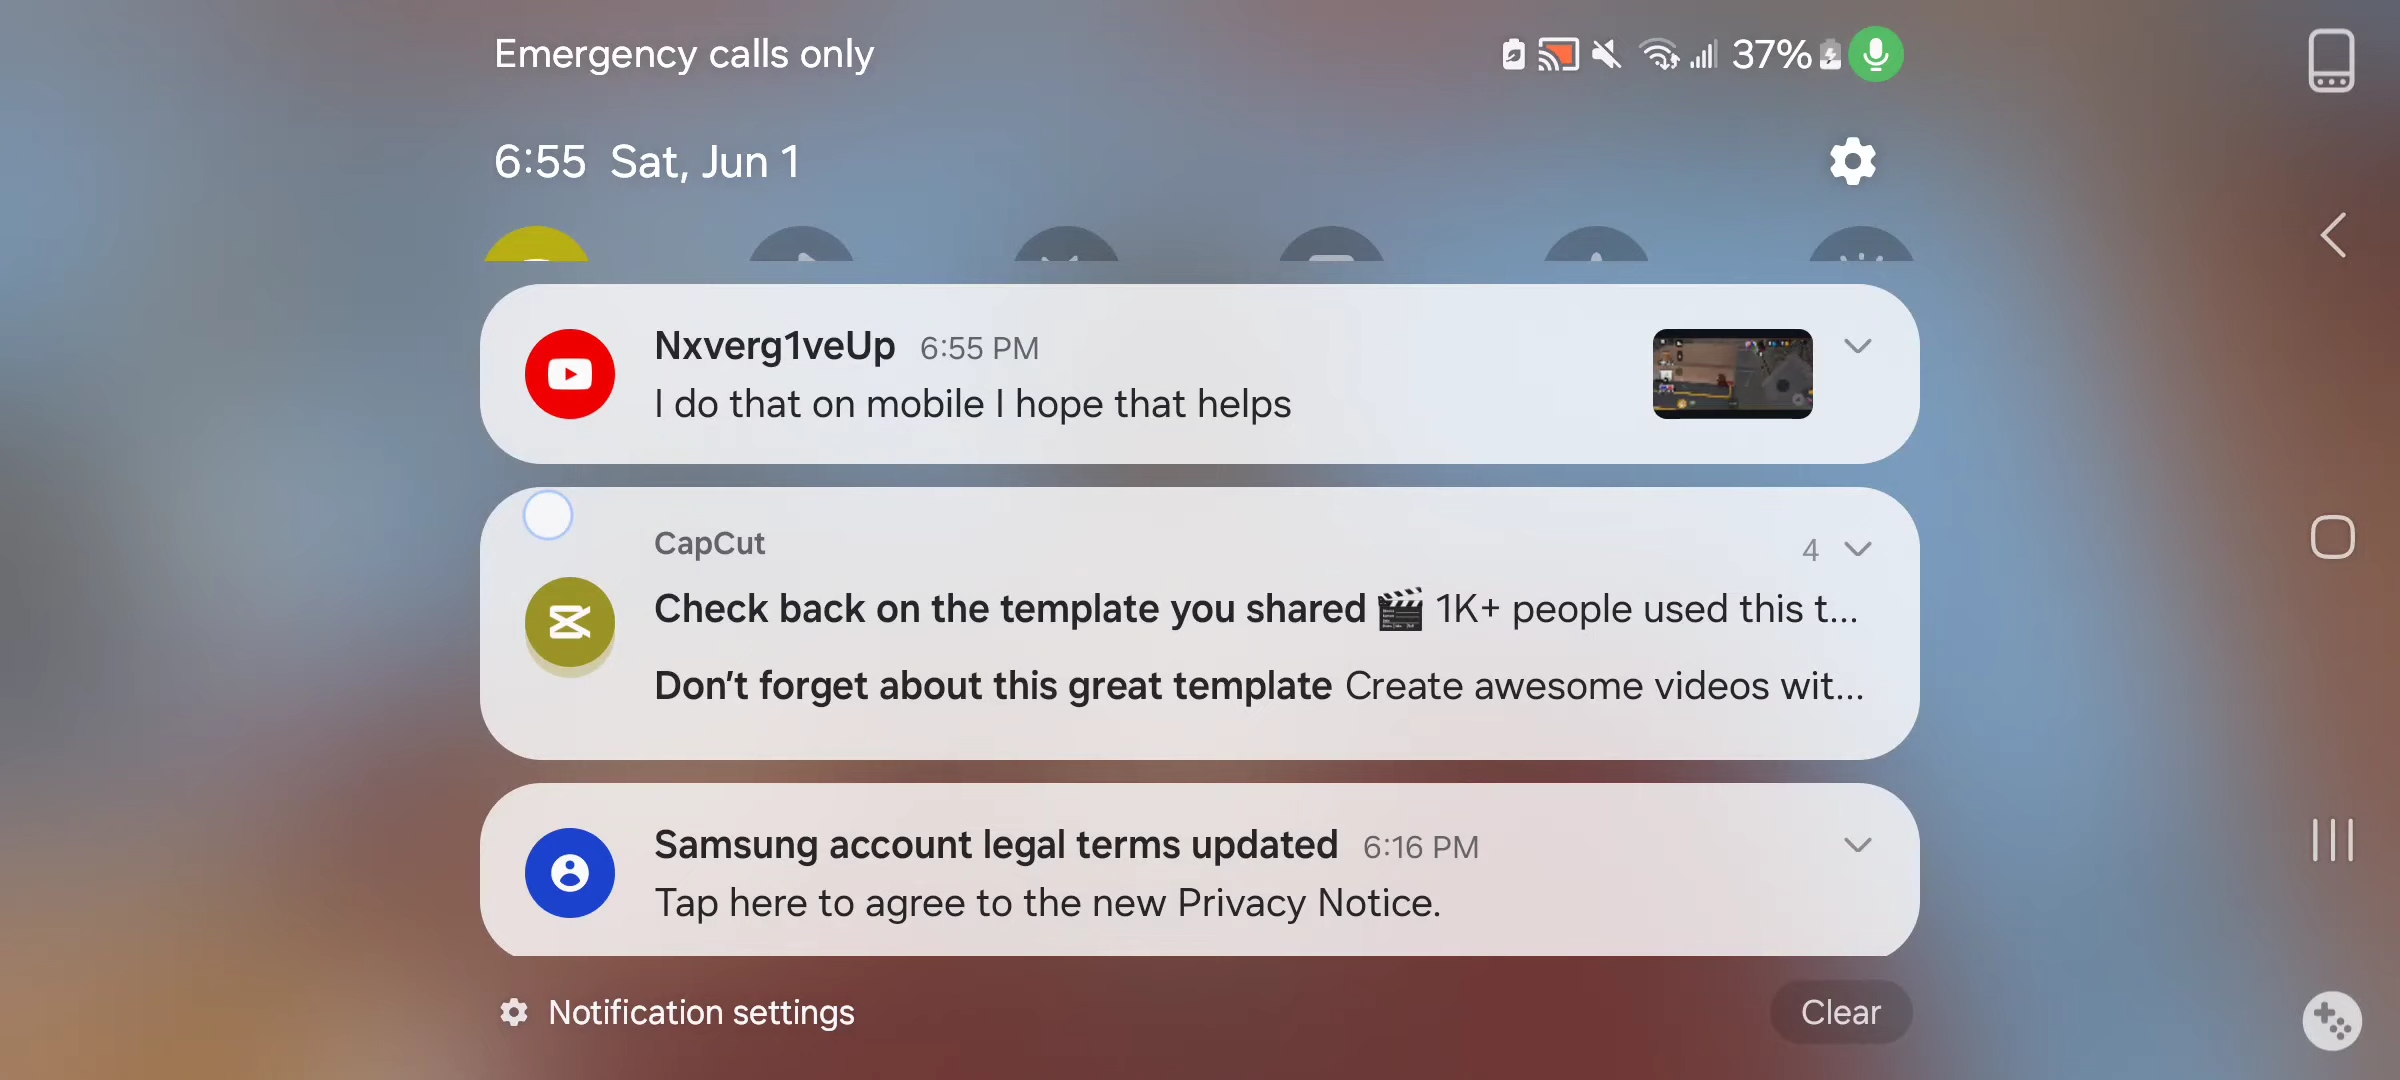 Emergency calls only
37%
6:55 Sat, Jun 1
Nxverg1veUp 6:55 PM
I do that on mobile I hope that helps
CapCut
4
Check back on the template you shared 🎬 1K+ people used this t...
Don't forget about this great template Create awesome videos wit...
Samsung account legal terms updated 6:16 PM
Tap here to agree to the new Privacy Notice.
Notification settings
Clear